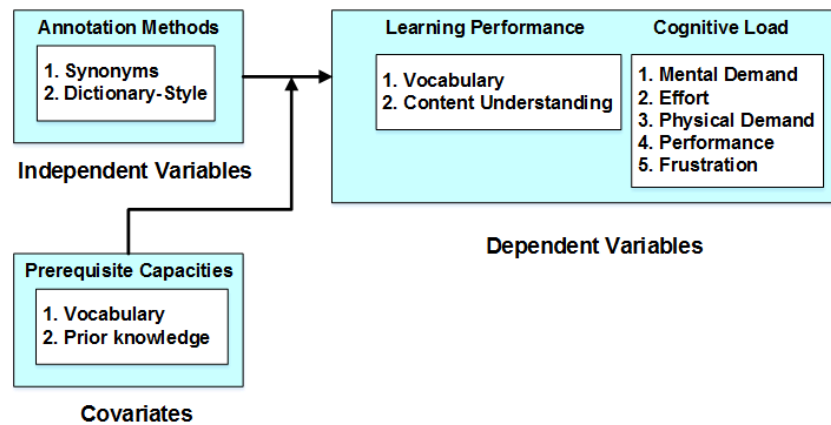 Annotation Methods
1. Synonyms
2. Dictionary-Style
Independent Variables
Learning Performance
1. Vocabulary
2. Content Understanding
Cognitive Load
1. Mental Demand
2. Effort
3. Physical Demand
4. Performance
5. Frustration
Dependent Variables
Prerequisite Capacities
1. Vocabulary
2. Prior knowledge
Covariates